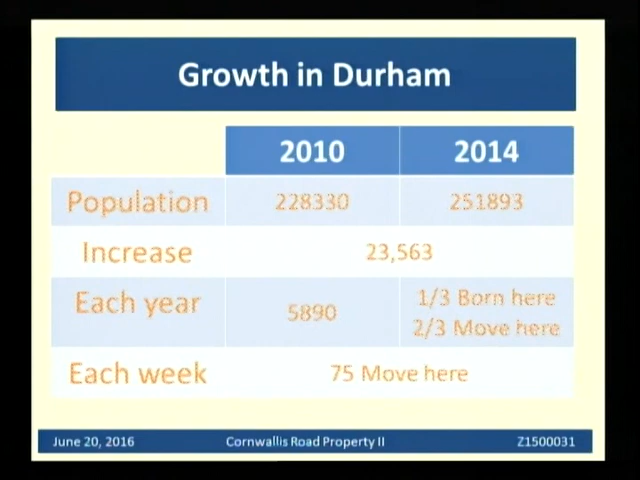 Growth in Durham
2010 2014
Population 228330 251893
Increase 23,563
Each year 5890 1/3 Born here
2/3 Move here
Each week 75 Move here
June 20, 2016 Cornwallis Road Property II Z1500031